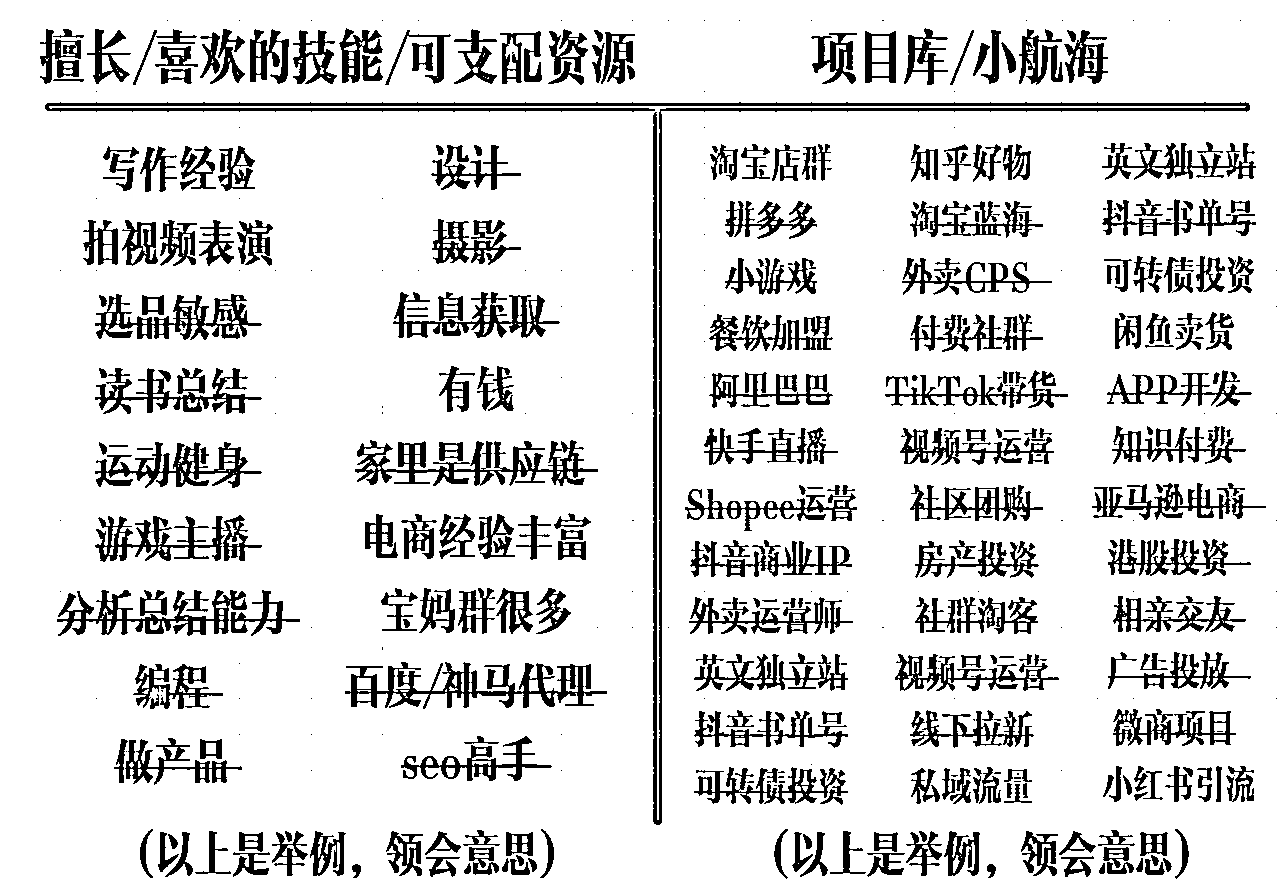 擅长/喜欢的技能/可支配资源
写作经验 设计
拍视频表演 摄影
选品敏感 信息获取
读书总结 有钱
运动健身 家里是供应链
游戏主播 电商经验丰富
分析总结能力 宝妈群很多
编程 百度/神马代理
做产品 seo高手
(以上是举例，领会意思)
项目库/小航海
淘宝店群 知乎好物 英文独立站
拼多多 淘宝蓝海 抖音书单号
小游戏 外卖CPS 可转债投资
餐饮加盟 付费社群 闲鱼卖货
阿里巴巴 TikTok带货 APP开发
快手直播 视频号运营 知识付费
Shopee运营 社区团购 亚马逊电商
抖音商业IP 房产投资 港股投资
外卖运营师 社群淘客 相亲交友
英文独立站 视频号运营 广告投放
抖音书单号 线下拉新 微商项目
可转债投资 私域流量 小红书引流
(以上是举例，领会意思)